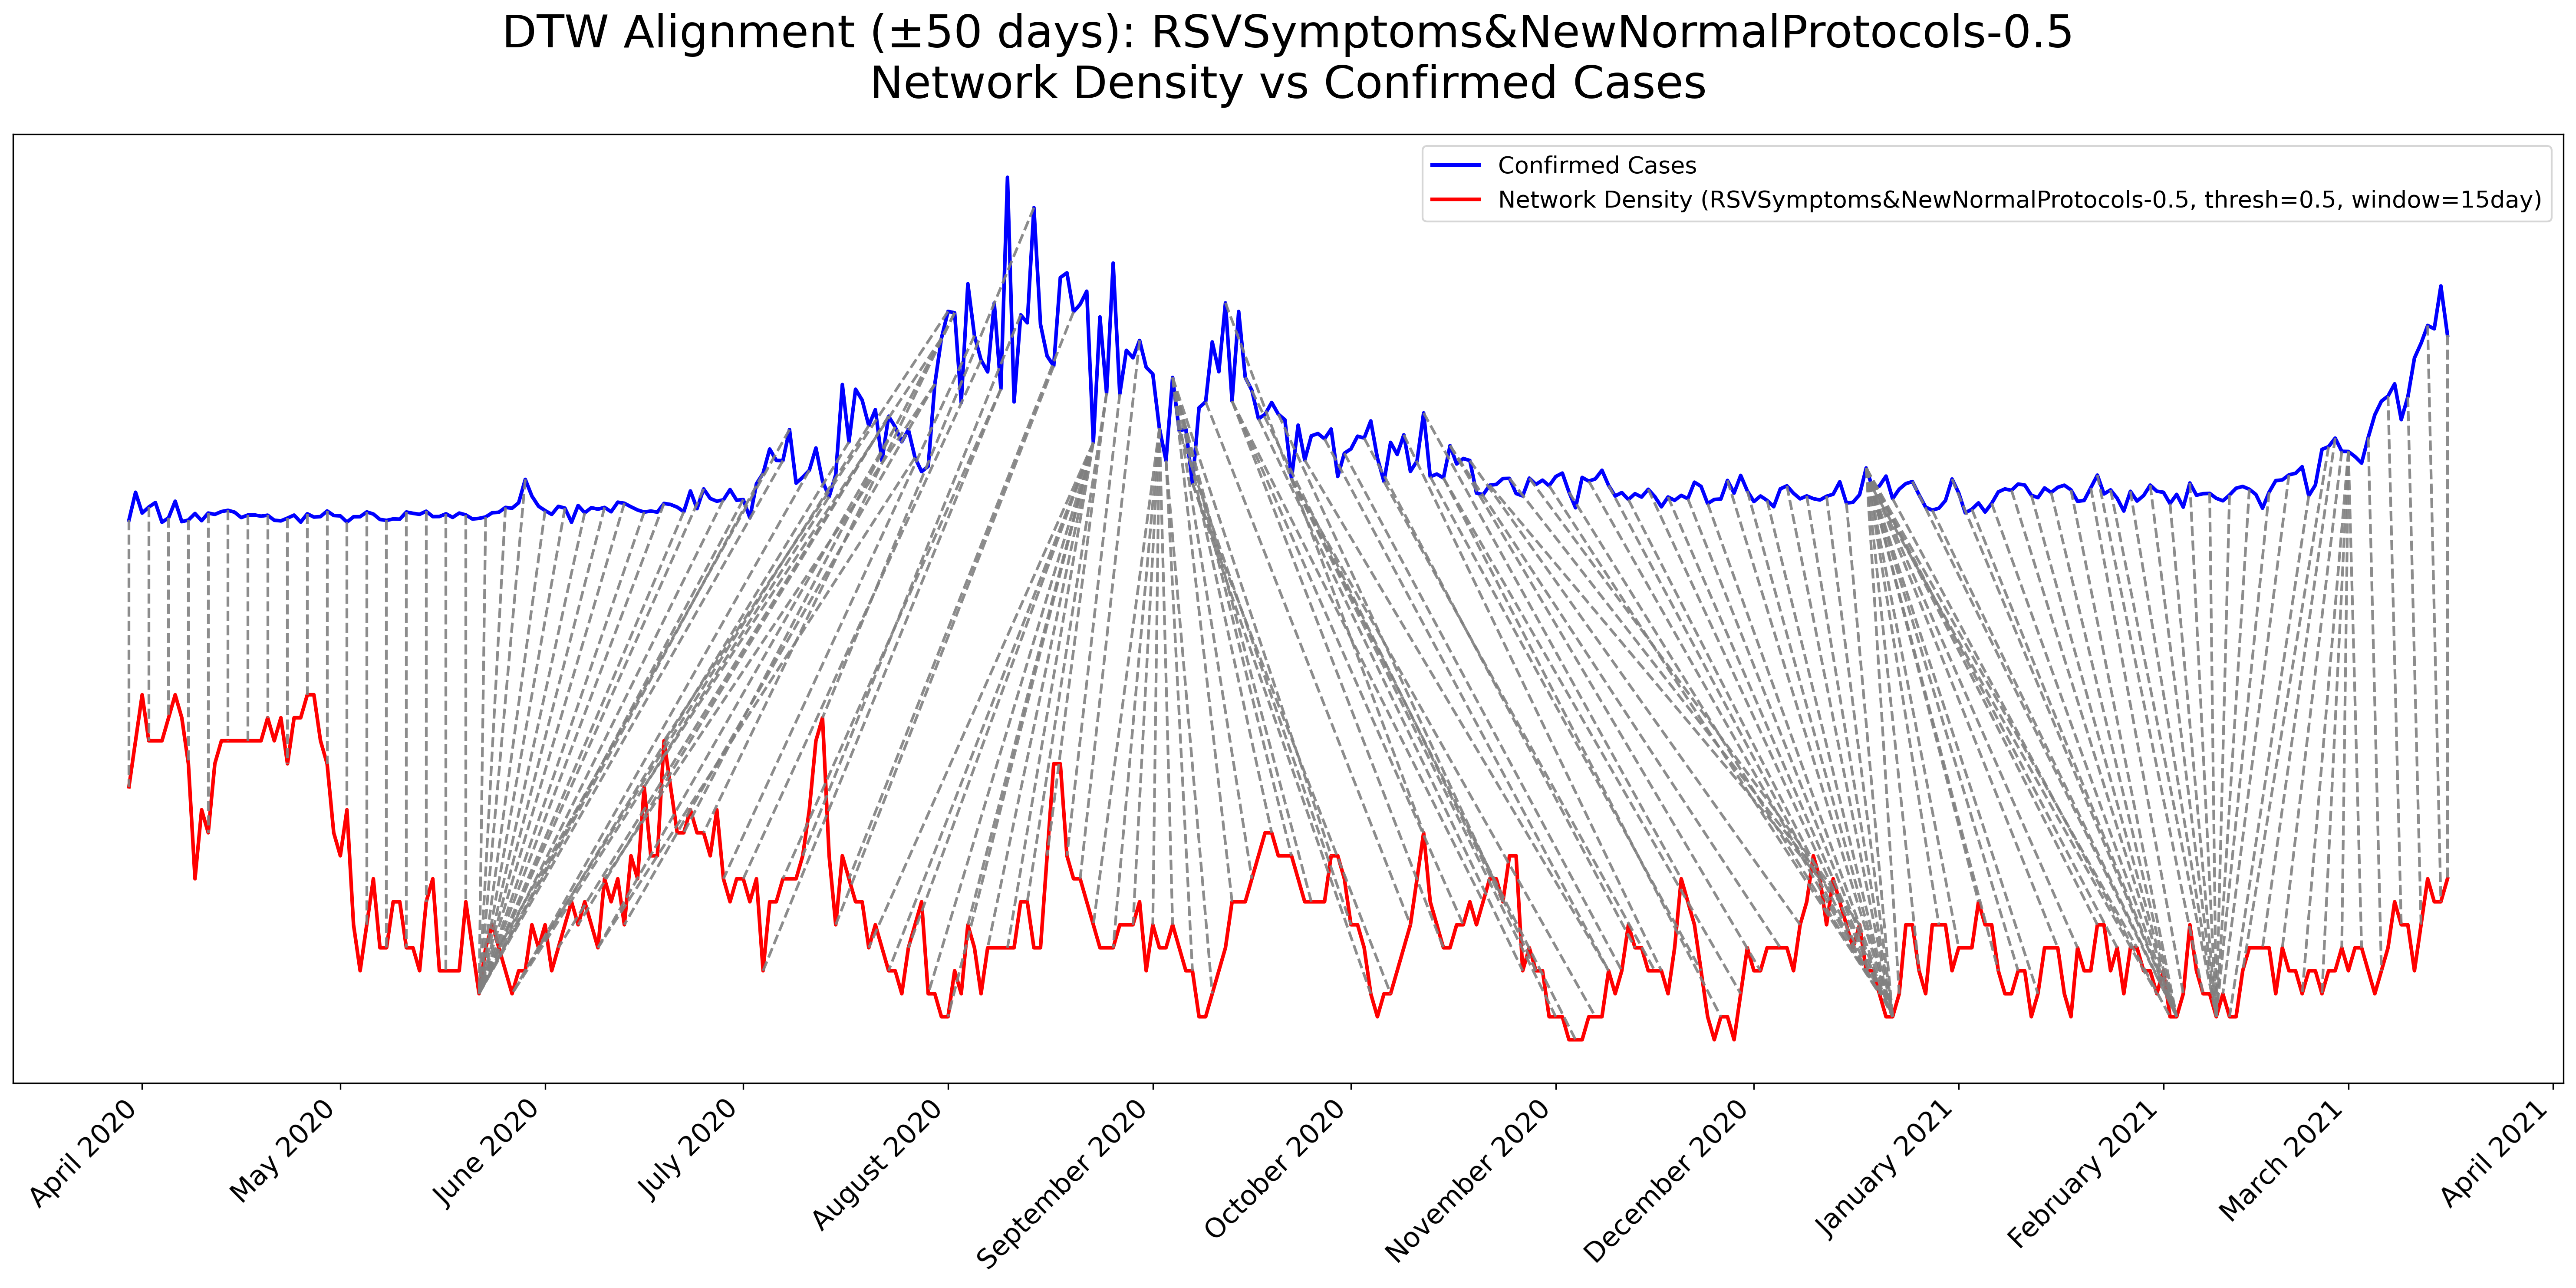 DTW Alignment (±50 days): RSVSymptoms&NewNormalProtocols-0.5
Network Density vs Confirmed Cases
Confirmed Cases
Network Density (RSVSymptoms&NewNormalProtocols-0.5, thresh=0.5, window=15day)
April 2020
May 2020
June 2020
July 2020
August 2020
September 2020
October 2020
November 2020
December 2020
January 2021
February 2021
March 2021
April 2021